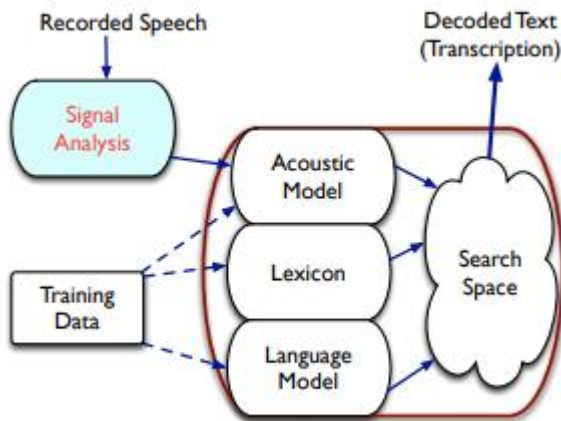 Recorded Speech
Decoded Text
(Transcription)
Signal
Analysis
Acoustic
Model
Lexicon
Search
Space
Training
Data
Language
Model